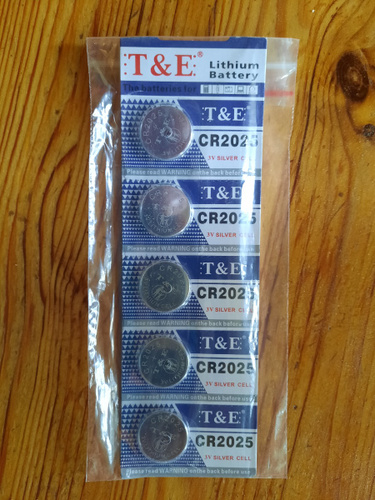 T&E®
Lithium
Battery
The batteries for
T&E
CR2025
3V SILVER CELL
Please read WARNING on the back before use
T&E
CR2025
3V SILVER CELL
Please read WARNING on the back before use
T&E
CR2025
3V SILVER CELL
Please read WARNING on the back before use
T&E
CR2025
3V SILVER CELL
Please read WARNING on the back before use
T&E
CR2025
3V SILVER CELL
Please read WARNING on the back before use